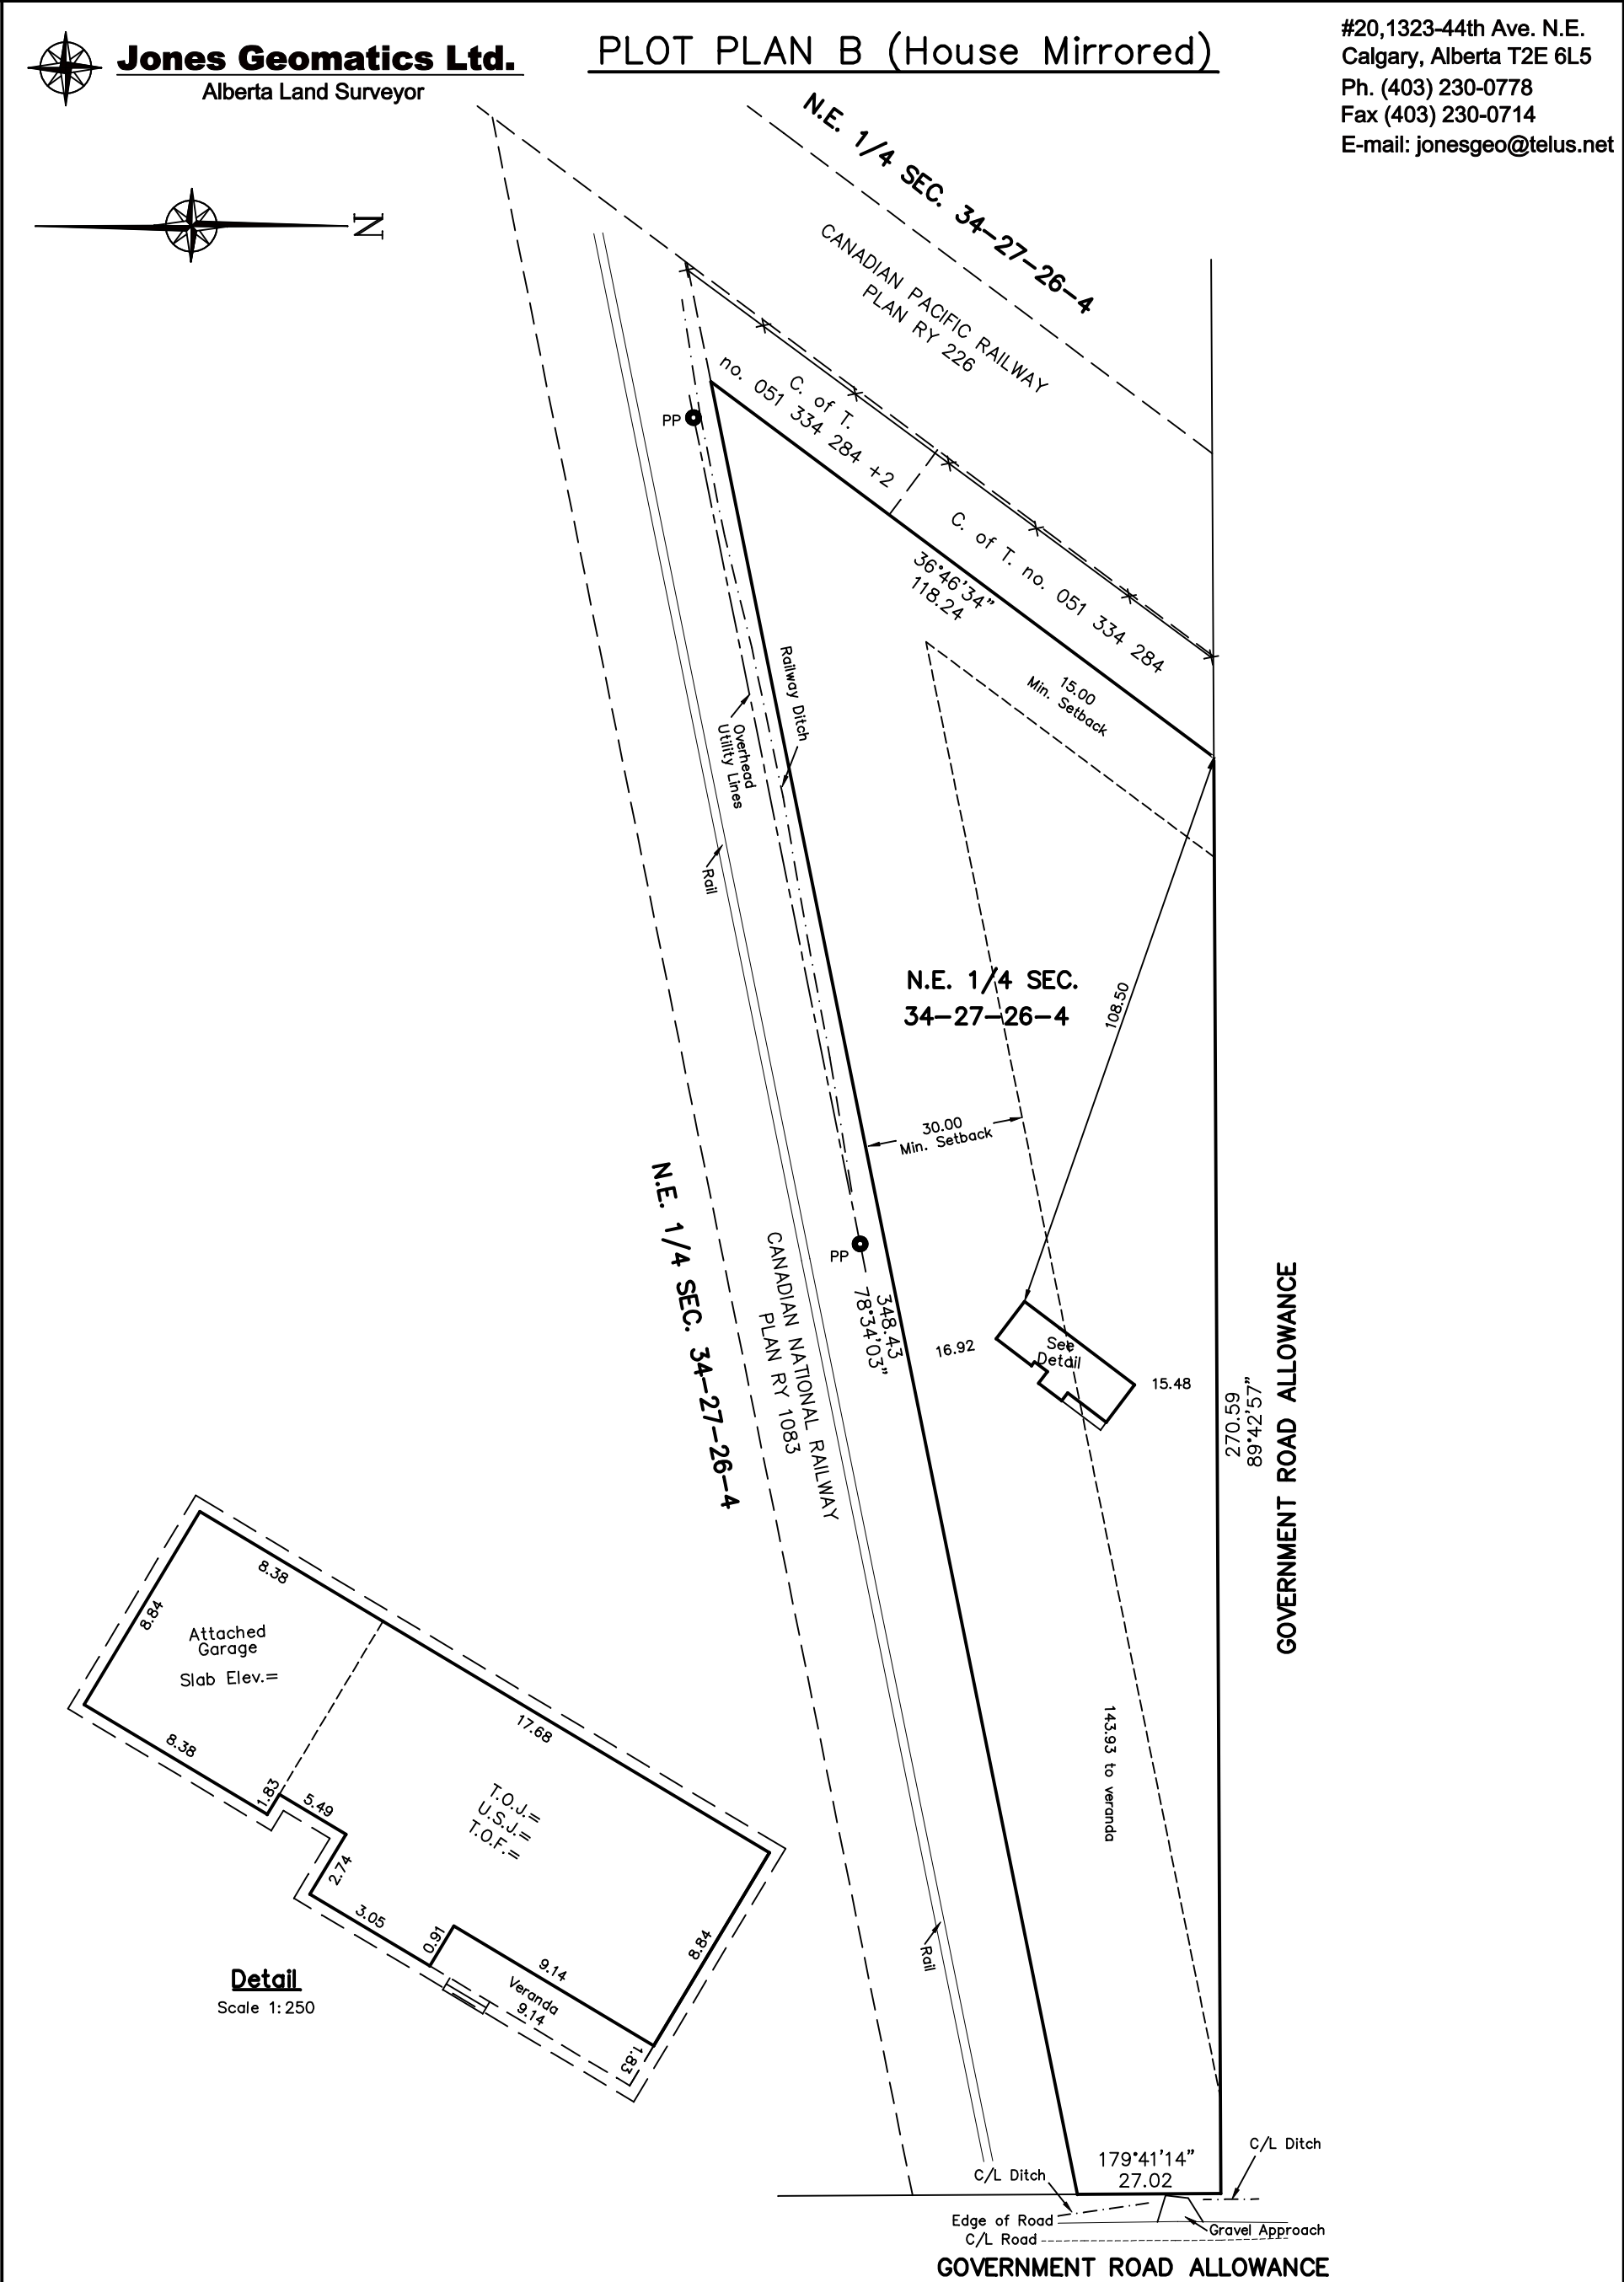 Jones Geomatics Ltd.
Alberta Land Surveyor
PLOT PLAN B (House Mirrored)
#20,1323-44th Ave. N.E.
Calgary, Alberta T2E 6L5
Ph. (403) 230-0778
Fax (403) 230-0714
E-mail: jonesgeo@telus.net
N
N.E. 1/4 SEC. 34-27-26-4
CANADIAN PACIFIC RAILWAY
PLAN RY 226
C. of T.
no. 051 334 284 +2
PP
C. of T. no. 051 334 284
36°46'34"
118.24
15.00
Min. Setback
Railway Ditch
Overhead
Utility Lines
Rail
N.E. 1/4 SEC.
34-27-26-4
108.50
30.00
Min. Setback
N.E. 1/4 SEC. 34-27-26-4
CANADIAN NATIONAL RAILWAY
PLAN RY 1083
PP
348.43
78°34'03"
16.92
See
Detail
15.48
270.59
89°42'57"
GOVERNMENT ROAD ALLOWANCE
8.38
8.84
Attached
Garage
Slab Elev.=
8.38
1.83
5.49
17.68
T.O.J.=
U.S.J.=
T.O.F.=
2.74
3.05
0.91
9.14
Veranda
9.14
8.84
1.83
Detail
Scale 1:250
143.93 to veranda
Rail
179°41'14"
27.02
C/L Ditch
C/L Ditch
Edge of Road
C/L Road
Gravel Approach
GOVERNMENT ROAD ALLOWANCE